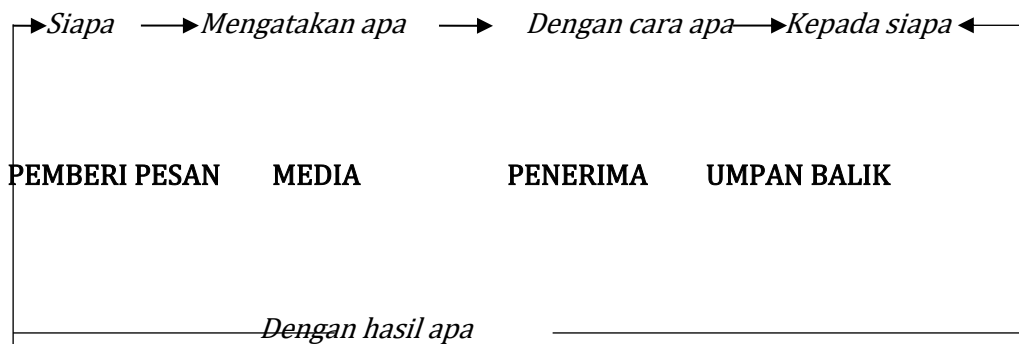 Siapa Mengatakan apa Dengan cara apa Kepada siapa
PEMBERI PESAN MEDIA PENERIMA UMPAN BALIK
Dengan hasil apa